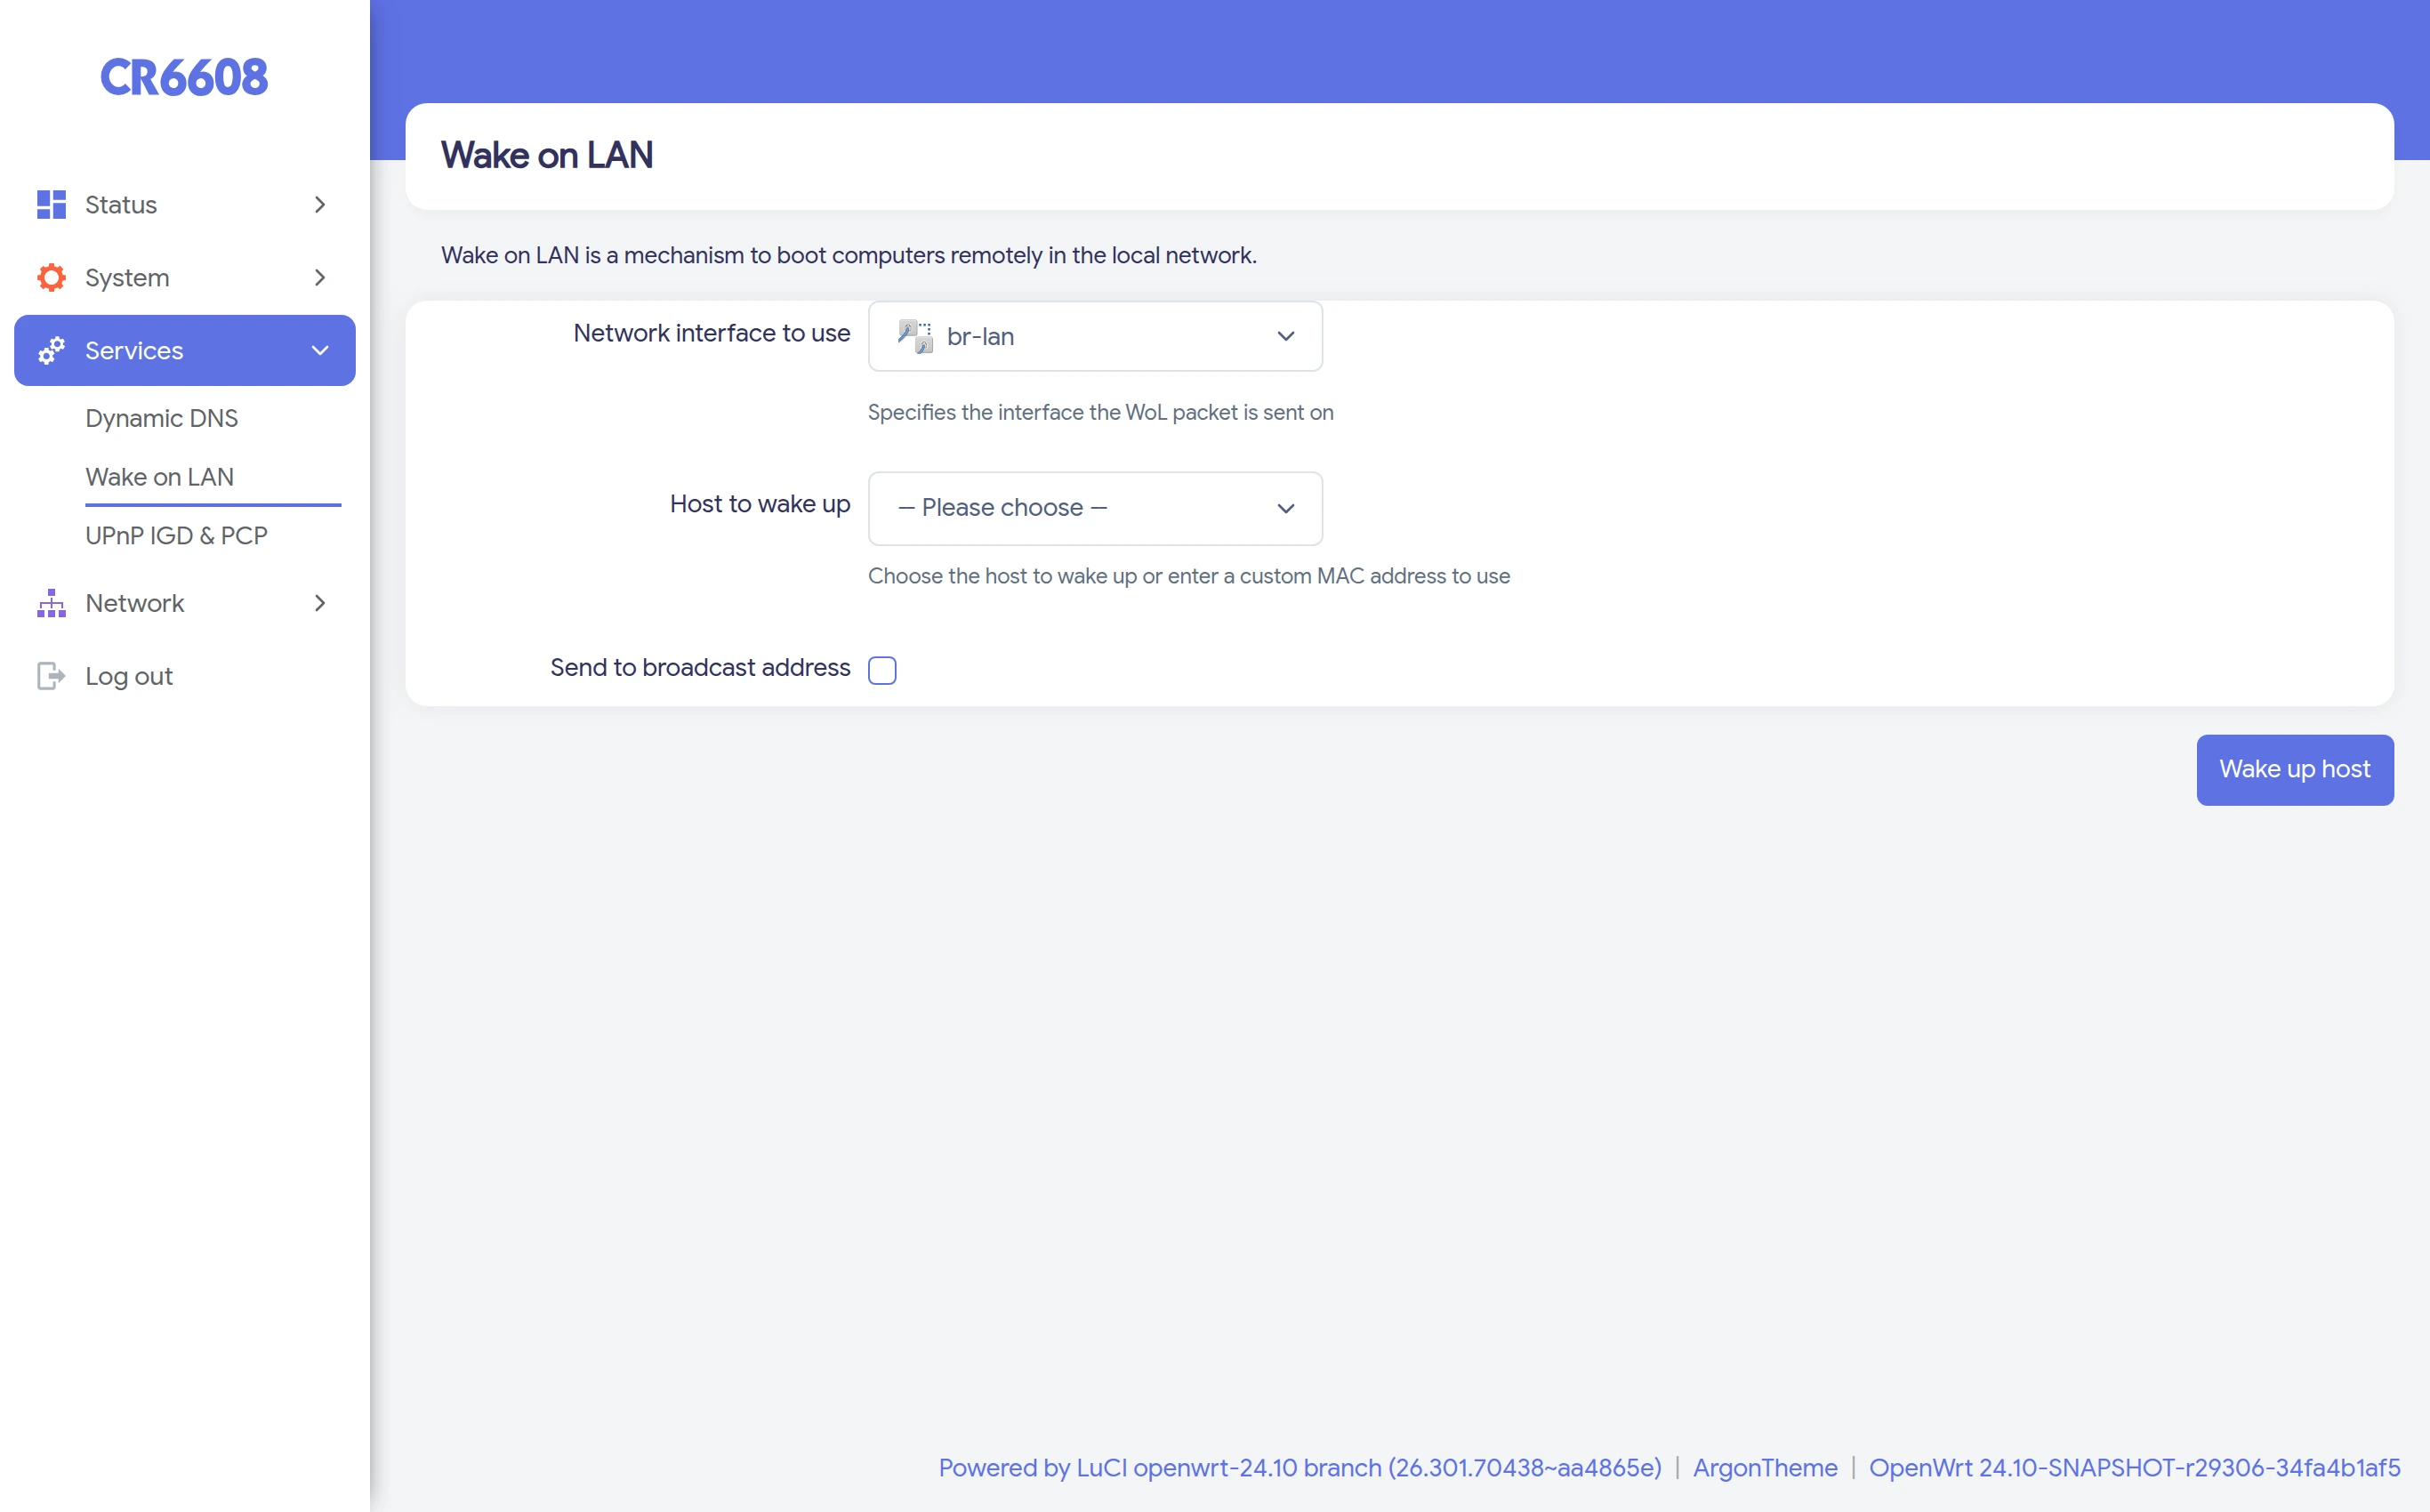 CR6608
Status
System
Services
Dynamic DNS
Wake on LAN
UPnP IGD & PCP
Network
Log out
Wake on LAN
Wake on LAN is a mechanism to boot computers remotely in the local network.
Network interface to use
br-lan
Specifies the interface the WoL packet is sent on
Host to wake up
— Please choose —
Choose the host to wake up or enter a custom MAC address to use
Send to broadcast address
Wake up host
Powered by LuCI openwrt-24.10 branch (26.301.70438~aa4865e) | ArgonTheme | OpenWrt 24.10-SNAPSHOT-r29306-34fa4b1af5